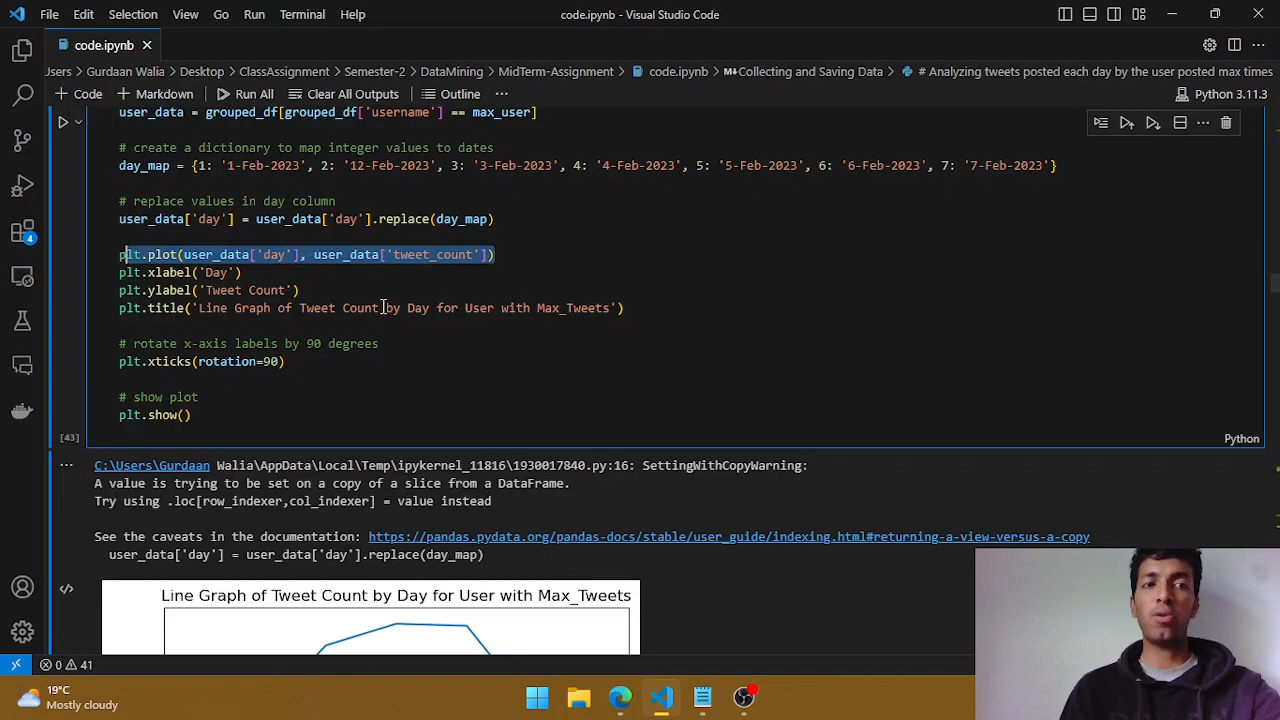 File Edit Selection View Go Run Terminal Help code.ipynb - Visual Studio Code
code.ipynb
Users Gurdaan Walia > Desktop > ClassAssignment > Semester-2 > DataMining > MidTerm-Assignment > code.ipynb > M↓Collecting and Saving Data > # Analyzing tweets posted each day by the user posted max times
+ Code + Markdown Run All Clear All Outputs Outline ... Python 3.11.3
user_data = grouped_df[grouped_df['username'] == max_user]
# create a dictionary to map integer values to dates
day_map = {1: '1-Feb-2023', 2: '12-Feb-2023', 3: '3-Feb-2023', 4: '4-Feb-2023', 5: '5-Feb-2023', 6: '6-Feb-2023', 7: '7-Feb-2023'}
# replace values in day column
user_data['day'] = user_data['day'].replace(day_map)
plt.plot(user_data['day'], user_data['tweet_count'])
plt.xlabel('Day')
plt.ylabel('Tweet Count')
plt.title('Line Graph of Tweet Count by Day for User with Max_Tweets')
# rotate x-axis labels by 90 degrees
plt.xticks(rotation=90)
# show plot
plt.show()
[43] Python
C:\Users\Gurdaan Walia\AppData\Local\Temp\ipykernel_11816\1930017840.py:16: SettingWithCopyWarning:
A value is trying to be set on a copy of a slice from a DataFrame.
Try using .loc[row_indexer,col_indexer] = value instead
See the caveats in the documentation: https://pandas.pydata.org/pandas-docs/stable/user_guide/indexing.html#returning-a-view-versus-a-copy
user_data['day'] = user_data['day'].replace(day_map)
Line Graph of Tweet Count by Day for User with Max_Tweets
4
0 41
19°C
Mostly cloudy